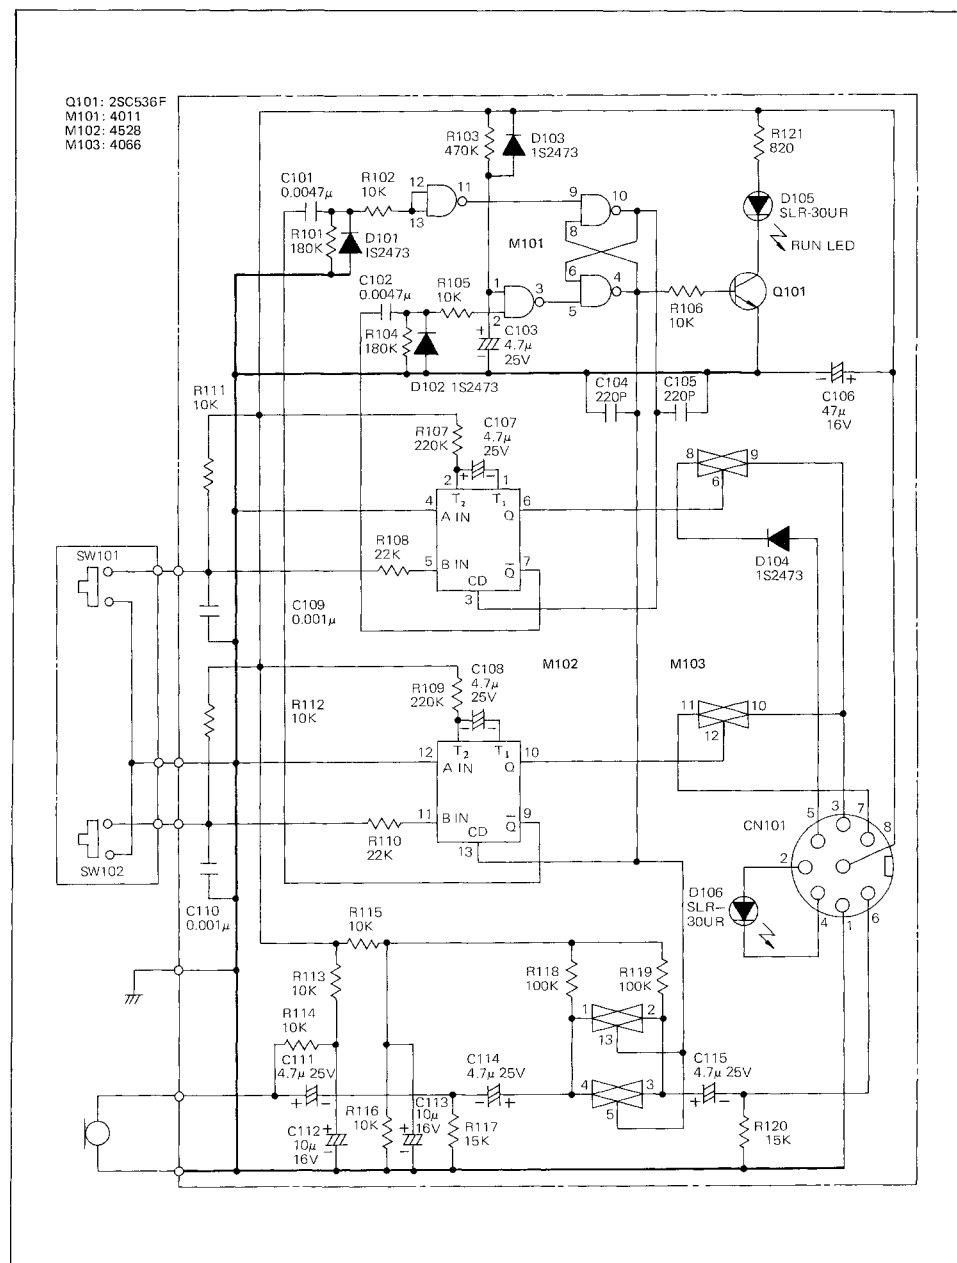 Q101: 2SC536F
M101: 4011
M102: 4528
M103: 4066
R103
470K
D103
1S2473
R121
820
C101
0.0047μ
R102
10K
12
13
11
9
8
10
D105
SLR-30UR
RUN LED
R101
180K
D101
IS2473
M101
C102
0.0047μ
R105
10K
1
2
3
6
5
4
Q101
R106
10K
R104
180K
C103
4.7μ
25V
+
-
D102 1S2473
C104
220P
C105
220P
- +
C106
47μ
16V
R111
10K
R107
220K
C107
4.7μ
25V
+ -
2
1
T2
T1
4
A IN
Q
6
8
9
6
R108
22K
5
B IN
Q
7
CD
3
D104
1S2473
SW101
C109
0.001μ
M102
M103
R112
10K
R109
220K
C108
4.7μ
25V
- -
T2
T1
12
A IN
Q
10
11
10
12
11
B IN
Q
9
CD
13
R110
22K
SW102
C110
0.001μ
CN101
5
3
7
8
2
4
1
6
D106
SLR-
30UR
R115
10K
R113
10K
R114
10K
R118
100K
R119
100K
1
2
13
C111
4.7μ 25V
+ -
C114
4.7μ 25V
- +
4
3
5
C115
4.7μ 25V
+ -
C112
10μ
16V
+
-
R116
10K
C113
10μ
16V
+
-
R117
15K
R120
15K